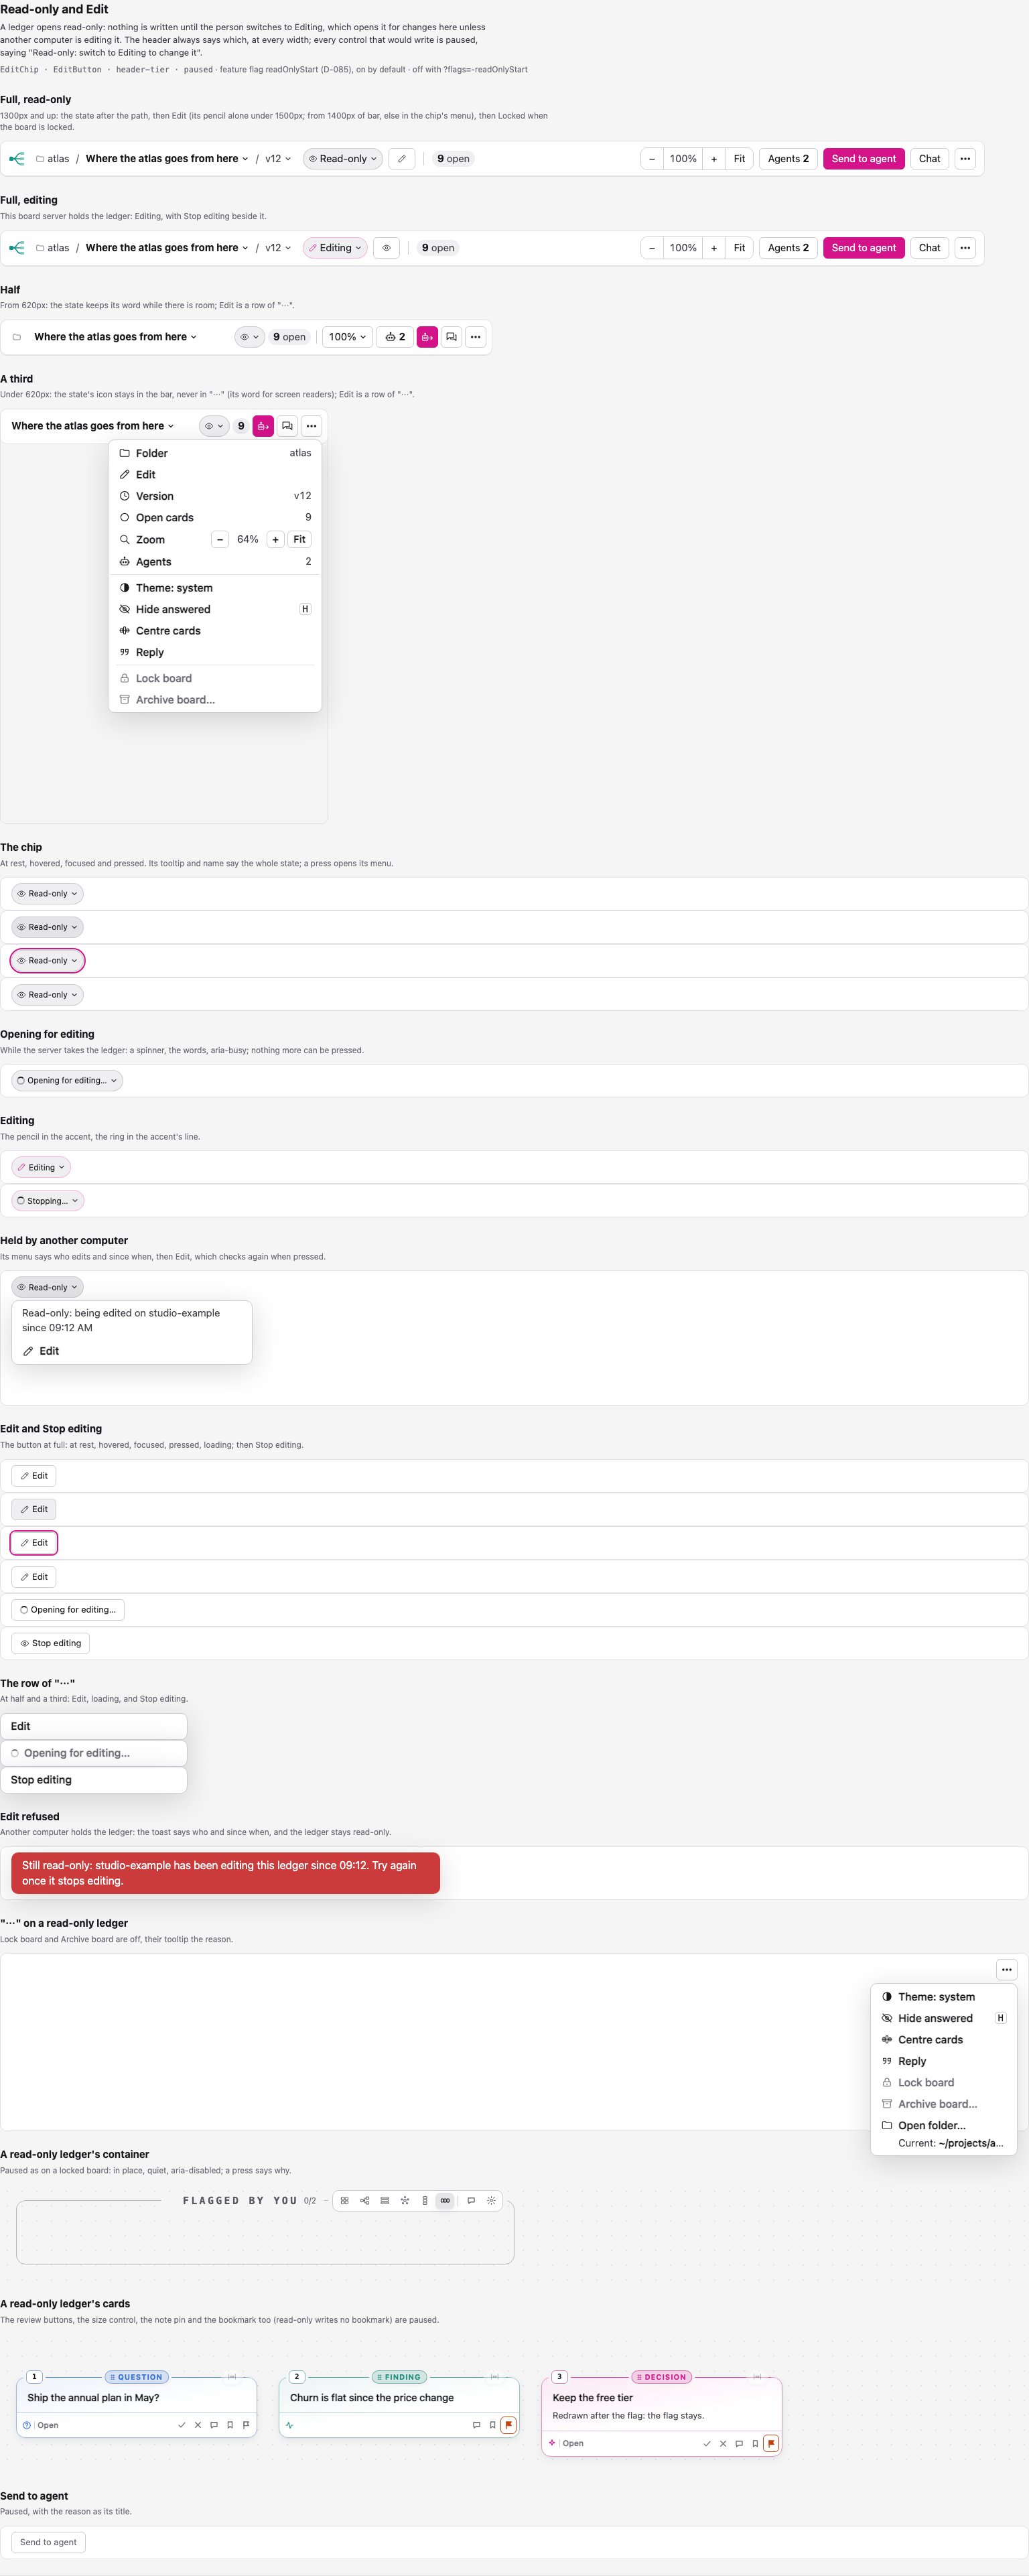 Read-only and Edit
A ledger opens read-only: nothing is written until the person switches to Editing, which opens it for changes here unless
another computer is editing it. The header always says which, at every width; every control that would write is paused,
saying "Read-only: switch to Editing to change it".
EditChip · EditButton · header-tier · paused · feature flag readOnlyStart (D-085), on by default · off with ?flags=-readOnlyStart
Full, read-only
1300px and up: the state after the path, then Edit (its pencil alone under 1500px; from 1400px of bar, else in the chip's menu), then Locked when
the board is locked.
atlas / Where the atlas goes from here / v12 Read-only 9 open − 100% + Fit Agents 2 Send to agent Chat ···
Full, editing
This board server holds the ledger: Editing, with Stop editing beside it.
atlas / Where the atlas goes from here / v12 Editing 9 open − 100% + Fit Agents 2 Send to agent Chat ···
Half
From 620px: the state keeps its word while there is room; Edit is a row of "···".
Where the atlas goes from here 9 open 100% 2 ···
A third
Under 620px: the state's icon stays in the bar, never in "···" (its word for screen readers); Edit is a row of "···".
Where the atlas goes from here 9 ···
Folder atlas
Edit
Version v12
Open cards 9
Zoom − 64% + Fit
Agents 2
Theme: system
Hide answered H
Centre cards
Reply
Lock board
Archive board...
The chip
At rest, hovered, focused and pressed. Its tooltip and name say the whole state; a press opens its menu.
Read-only
Read-only
Read-only
Read-only
Opening for editing
While the server takes the ledger: a spinner, the words, aria-busy; nothing more can be pressed.
Opening for editing...
Editing
The pencil in the accent, the ring in the accent's line.
Editing
Stopping...
Held by another computer
Its menu says who edits and since when, then Edit, which checks again when pressed.
Read-only
Read-only: being edited on studio-example
since 09:12 AM
Edit
Edit and Stop editing
The button at full: at rest, hovered, focused, pressed, loading; then Stop editing.
Edit
Edit
Edit
Edit
Opening for editing...
Stop editing
The row of "···"
At half and a third: Edit, loading, and Stop editing.
Edit
Opening for editing...
Stop editing
Edit refused
Another computer holds the ledger: the toast says who and since when, and the ledger stays read-only.
Still read-only: studio-example has been editing this ledger since 09:12. Try again
once it stops editing.
"···" on a read-only ledger
Lock board and Archive board are off, their tooltip the reason.
···
Theme: system
Hide answered H
Centre cards
Reply
Lock board
Archive board...
Open folder...
Current: ~/projects/a...
A read-only ledger's container
Paused as on a locked board: in place, quiet, aria-disabled; a press says why.
FLAGGED BY YOU 0/2
A read-only ledger's cards
The review buttons, the size control, the note pin and the bookmark too (read-only writes no bookmark) are paused.
1 QUESTION
Ship the annual plan in May?
Open
2 FINDING
Churn is flat since the price change
3 DECISION
Keep the free tier
Redrawn after the flag: the flag stays.
Open
Send to agent
Paused, with the reason as its title.
Send to agent